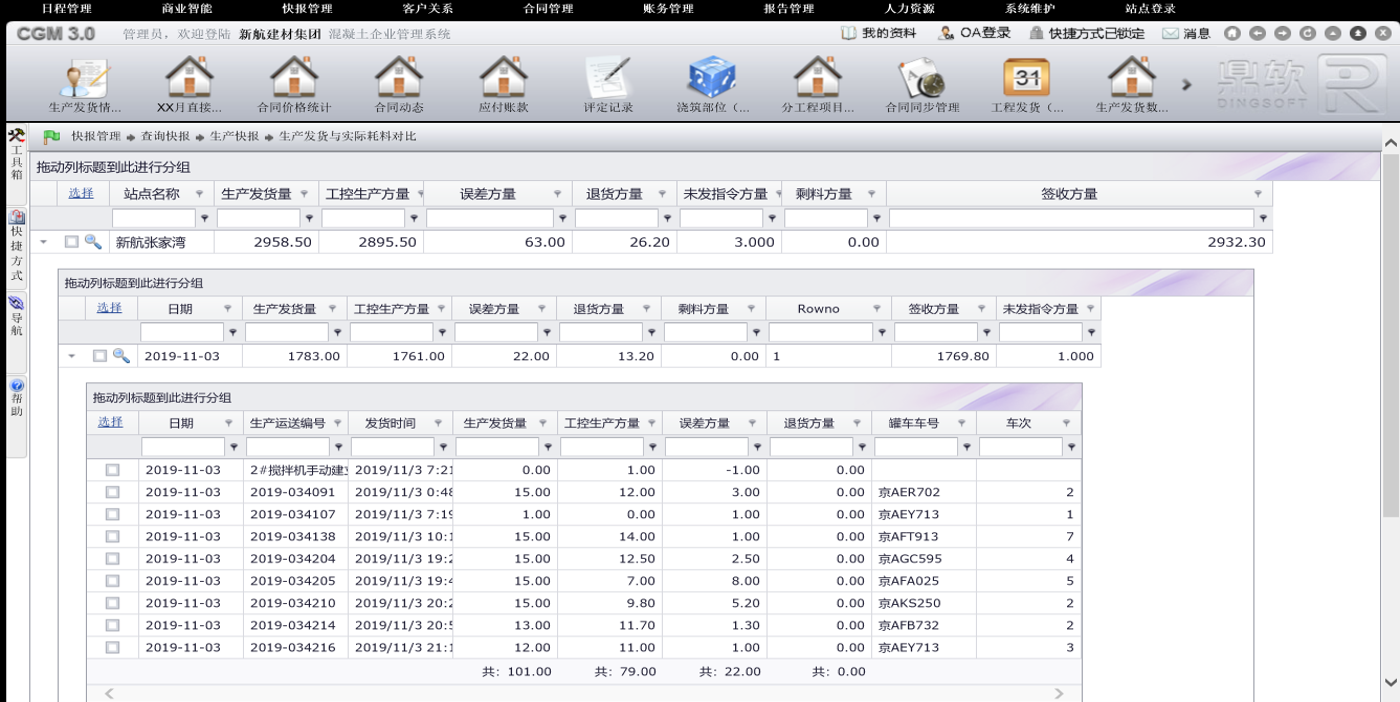 日程管理 商业智能 快报管理 客户关系 合同管理 账务管理 报告管理 人力资源 系统维护 站点登录
CGM 3.0 管理员，欢迎登陆 新航建材集团 混凝土企业管理系统 我的资料 OA登录 快捷方式已锁定 消息
生产发货情... XX月直接... 合同价格统计 合同动态 应付账款 评定记录 浇筑部位（... 分工程项目... 合同同步管理 工程发货（... 生产发货数... 鼎软 DINGSOFT
快报管理 查询快报 生产快报 生产发货与实际耗料对比
工具箱
快捷方式
导航
帮助
拖动列标题到此进行分组
选择 站点名称 生产发货量 工控生产方量 误差方量 退货方量 未发指令方量 剩料方量 签收方量
新航张家湾 2958.50 2895.50 63.00 26.20 3.000 0.00 2932.30
拖动列标题到此进行分组
选择 日期 生产发货量 工控生产方量 误差方量 退货方量 剩料方量 Rowno 签收方量 未发指令方量
2019-11-03 1783.00 1761.00 22.00 13.20 0.00 1 1769.80 1.000
拖动列标题到此进行分组
选择 日期 生产运送编号 发货时间 生产发货量 工控生产方量 误差方量 退货方量 罐车车号 车次
2019-11-03 2#搅拌机手动建 2019/11/3 7:21 0.00 1.00 -1.00 0.00
2019-11-03 2019-034091 2019/11/3 0:48 15.00 12.00 3.00 0.00 京AER702 2
2019-11-03 2019-034107 2019/11/3 7:19 1.00 0.00 1.00 0.00 京AEY713 1
2019-11-03 2019-034138 2019/11/3 10:1 15.00 14.00 1.00 0.00 京AFT913 7
2019-11-03 2019-034204 2019/11/3 19:2 15.00 12.50 2.50 0.00 京AGC595 4
2019-11-03 2019-034205 2019/11/3 19:4 15.00 7.00 8.00 0.00 京AFA025 5
2019-11-03 2019-034210 2019/11/3 20:2 15.00 9.80 5.20 0.00 京AKS250 2
2019-11-03 2019-034214 2019/11/3 20:5 13.00 11.70 1.30 0.00 京AFB732 2
2019-11-03 2019-034216 2019/11/3 21:1 12.00 11.00 1.00 0.00 京AEY713 3
共: 101.00 共: 79.00 共: 22.00 共: 0.00